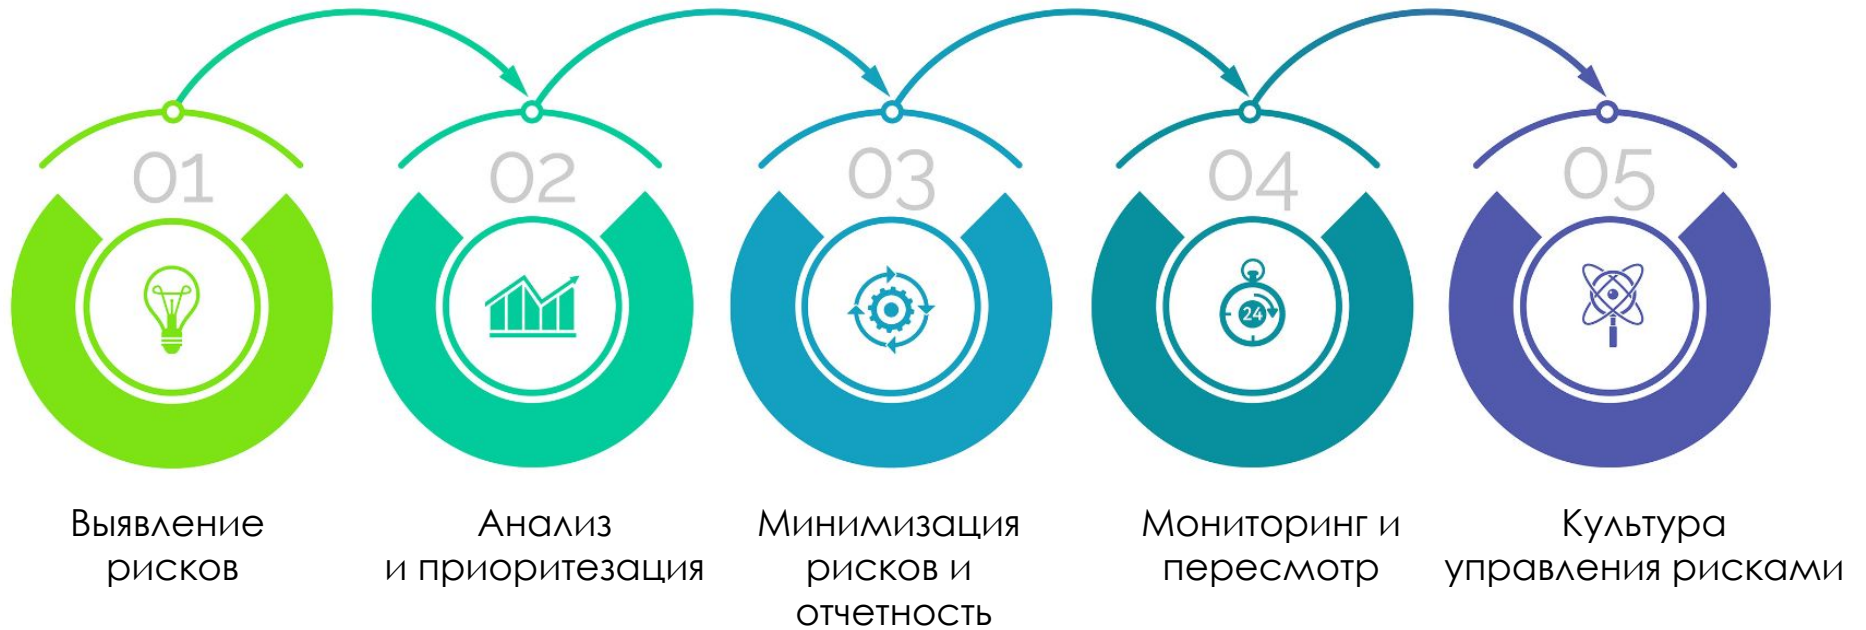 01
02
03
04
05
24
Выявление
рисков
Анализ
и приоритезация
Минимизация
рисков и
отчетность
Мониторинг и
пересмотр
Культура
управления рисками